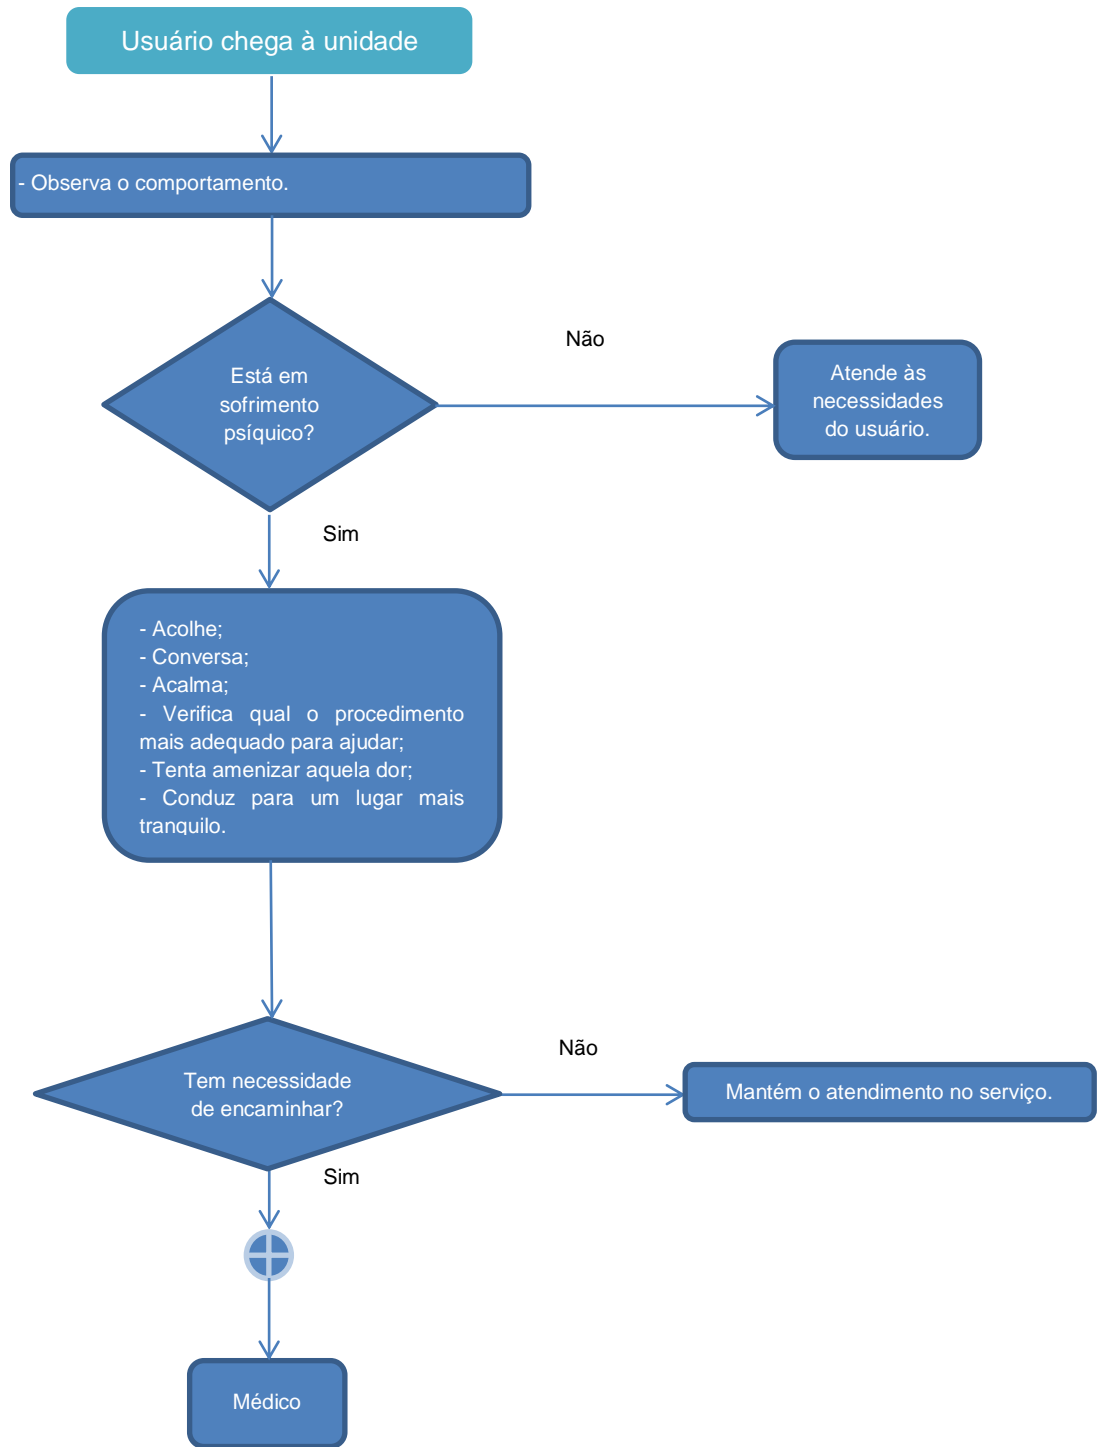 Usuário chega à unidade
- Observa o comportamento.
Não
Está em
sofrimento
psíquico?
Atende às
necessidades
do usuário.
Sim
- Acolhe;
- Conversa;
- Acalma;
- Verifica qual o procedimento
mais adequado para ajudar;
- Tenta amenizar aquela dor;
- Conduz para um lugar mais
tranquilo.
Não
Tem necessidade
de encaminhar?
Mantém o atendimento no serviço.
Sim
Médico